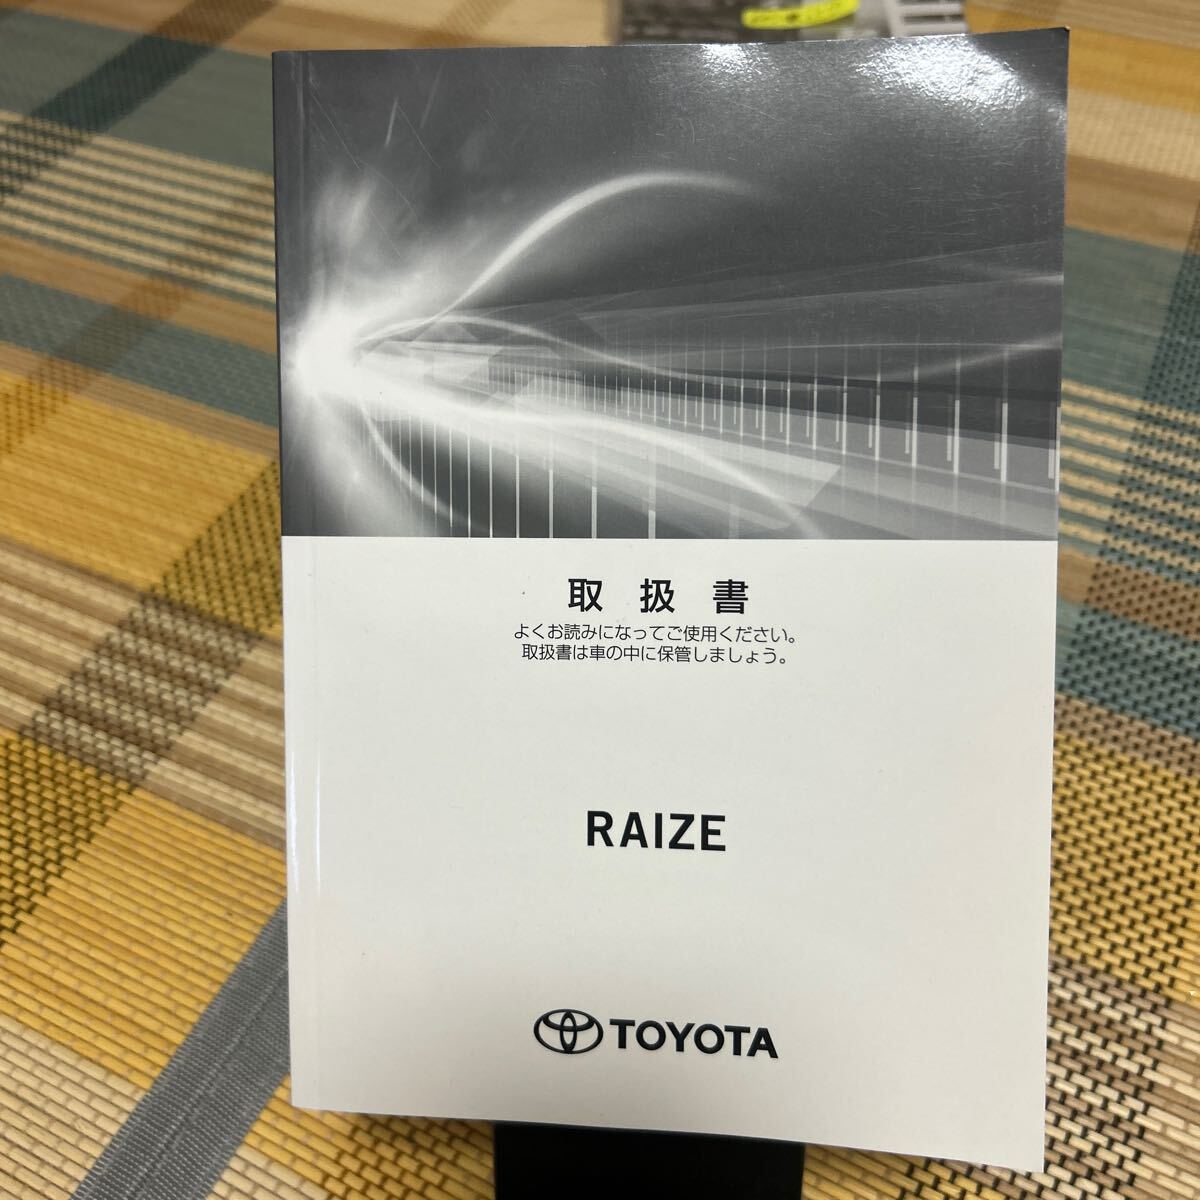 取扱書
よくお読みになってご使用ください。
取扱書は車の中に保管しましょう。
RAIZE
TOYOTA